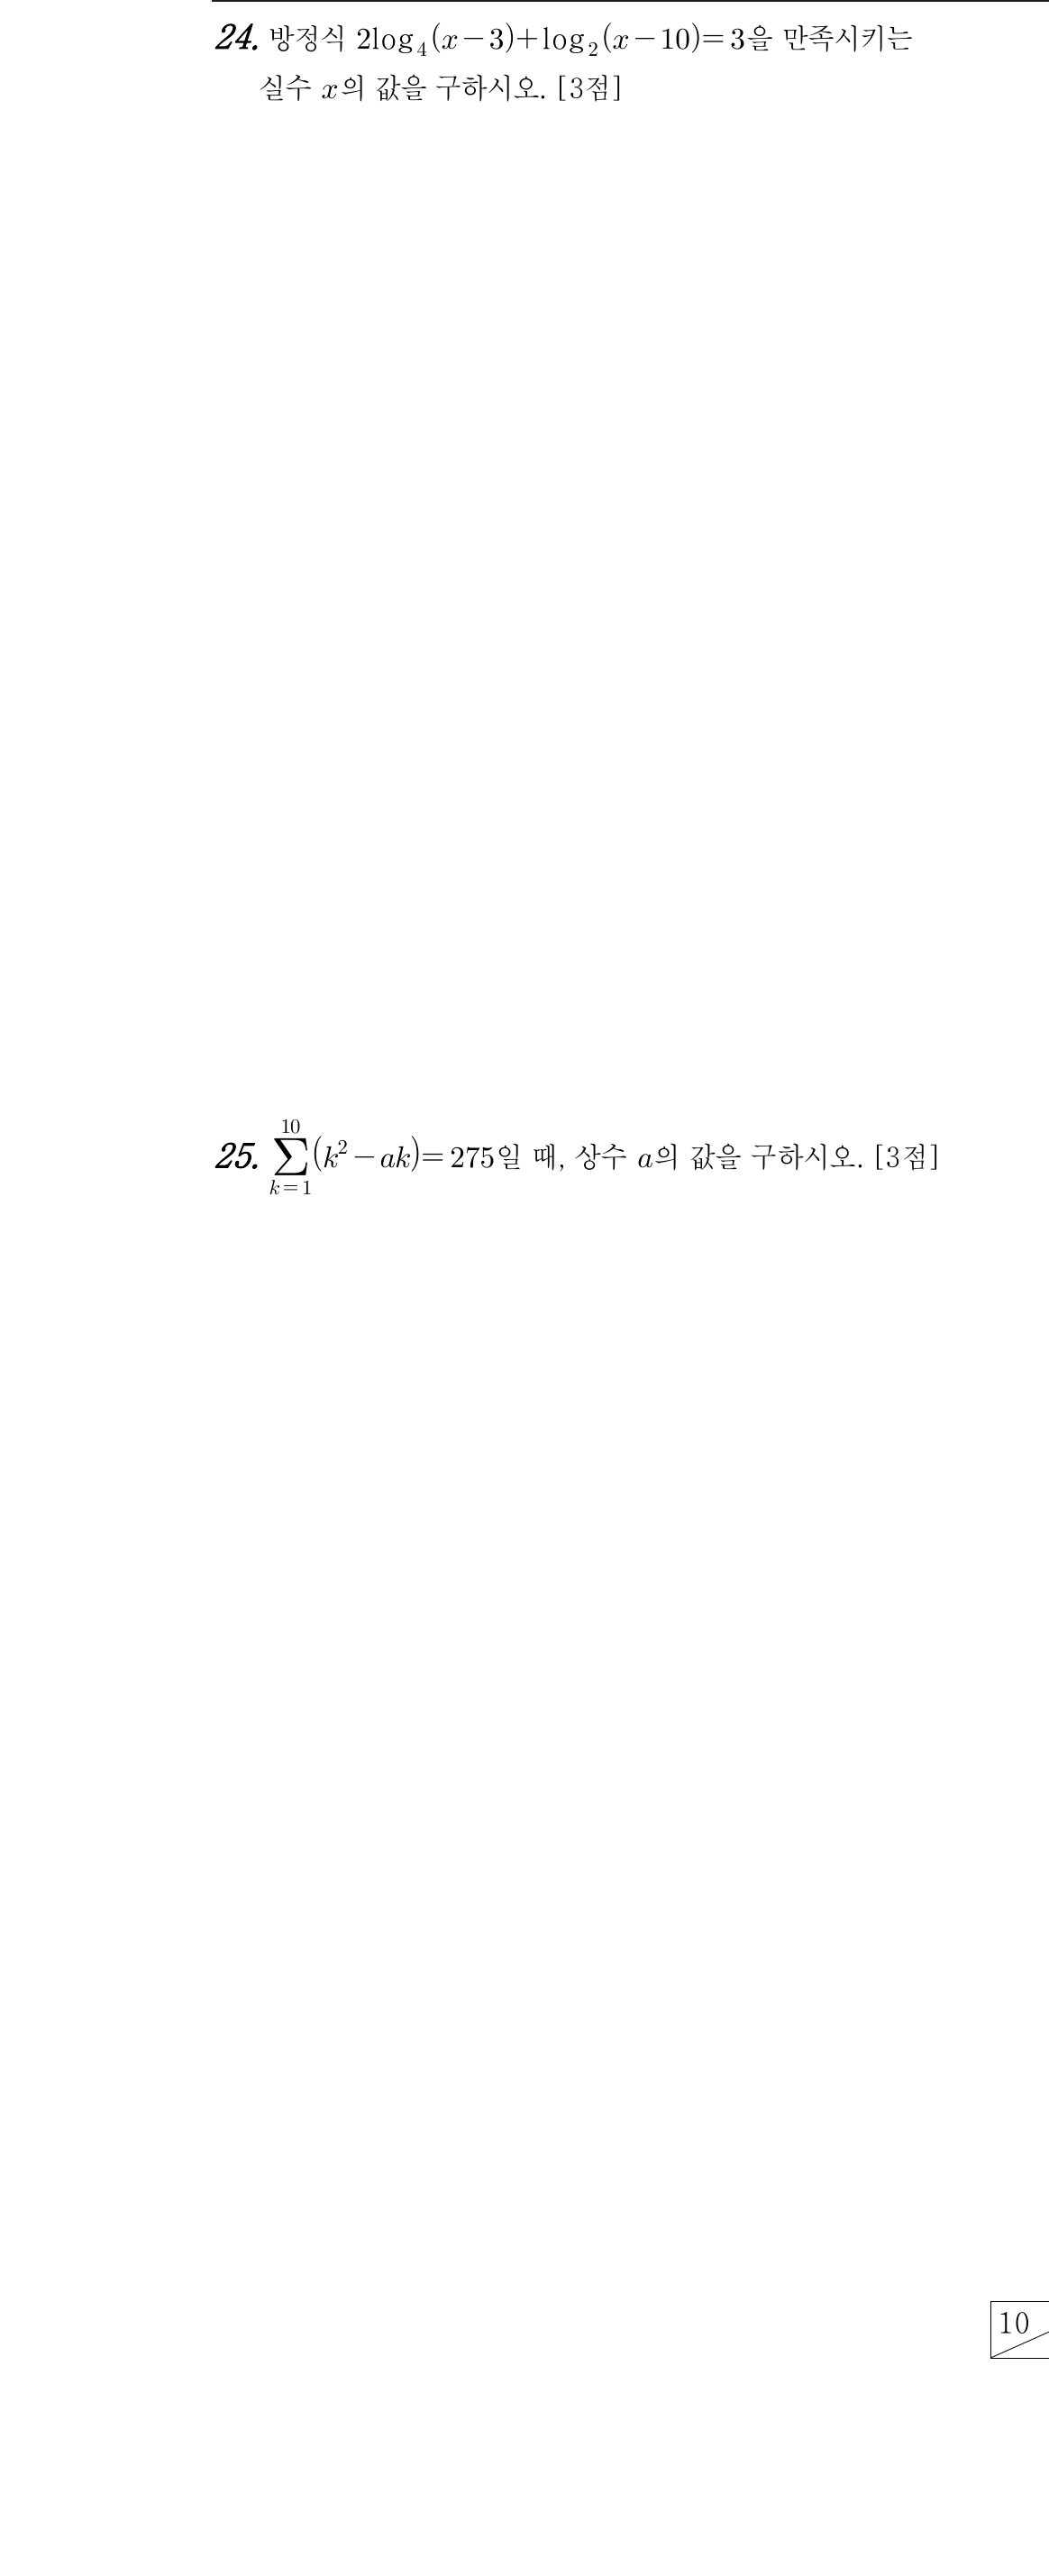 24. 방정식 2log₄(x−3)+log₂(x−10)=3을 만족시키는
실수 x의 값을 구하시오. [3점]
25. ∑_{k=1}^{10}(k²−ak)=275일 때, 상수 a의 값을 구하시오. [3점]
10